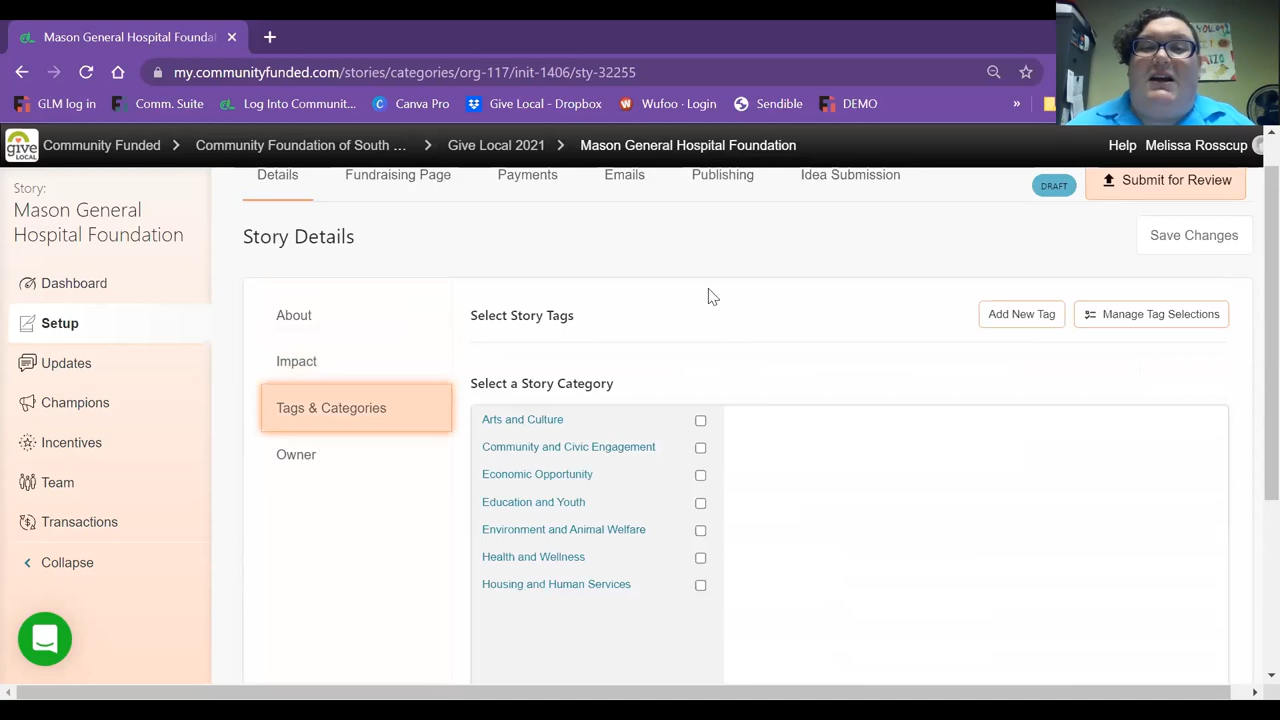 Mason General Hospital Founda
my.communityfunded.com/stories/categories/org-117/init-1406/sty-32255
GLM log in
Comm. Suite
Log Into Communit...
Canva Pro
Give Local - Dropbox
Wufoo · Login
Sendible
DEMO
»
give LOCAL
Community Funded
Community Foundation of South ...
Give Local 2021
Mason General Hospital Foundation
Help
Melissa Rosscup
Story:
Mason General
Hospital Foundation
Dashboard
Setup
Updates
Champions
Incentives
Team
Transactions
Collapse
Details
Fundraising Page
Payments
Emails
Publishing
Idea Submission
DRAFT
Submit for Review
Story Details
Save Changes
About
Impact
Tags & Categories
Owner
Select Story Tags
Add New Tag
Manage Tag Selections
Select a Story Category
Arts and Culture
Community and Civic Engagement
Economic Opportunity
Education and Youth
Environment and Animal Welfare
Health and Wellness
Housing and Human Services